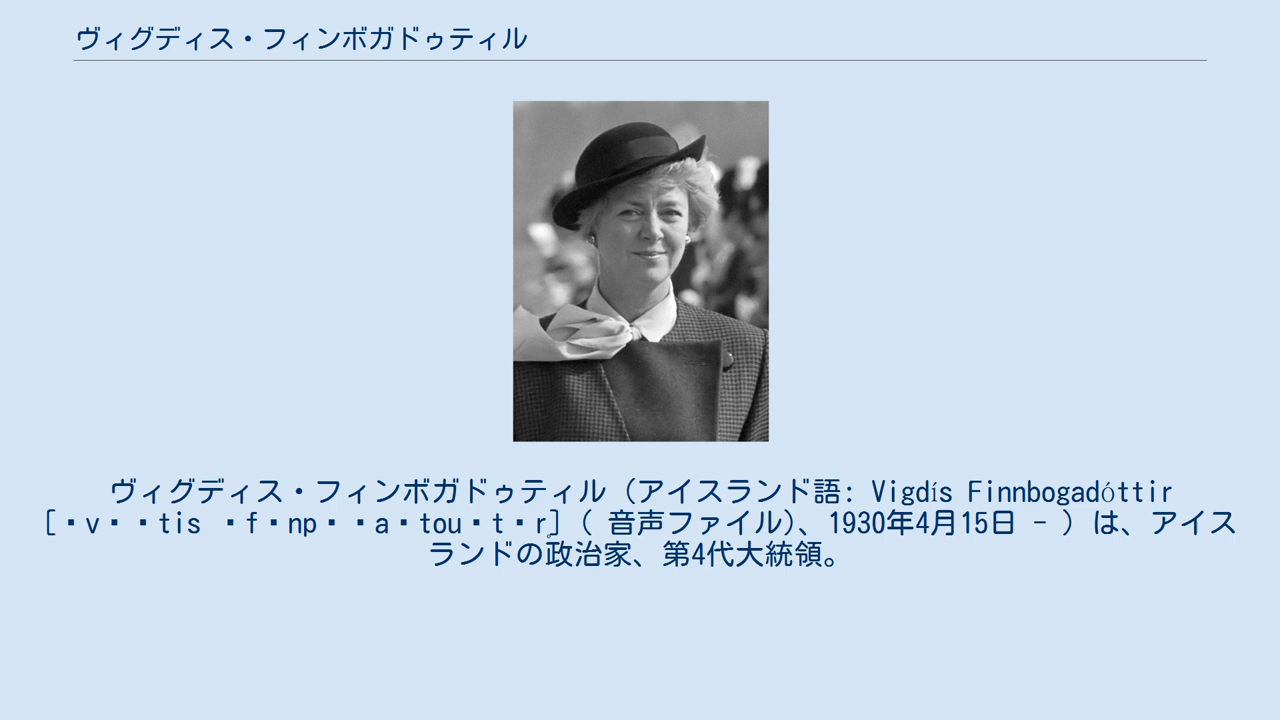 ヴィグディス・フィンボガドゥティル
ヴィグディス・フィンボガドゥティル（アイスランド語: Vigdís Finnbogadóttir
[▪v▪▪tis ▪f▪np▪▪a▪tou▪t▪r̥]( 音声ファイル)、1930年4月15日 - ）は、アイス
ランドの政治家、第4代大統領。